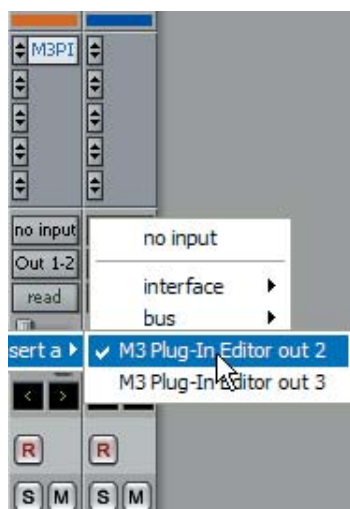 M3PI
no input
no input
Out 1-2
interface
read
bus
sert a
M3 Plug-In Editor out 2
M3 Plug-In Editor out 3
R R
S M S M